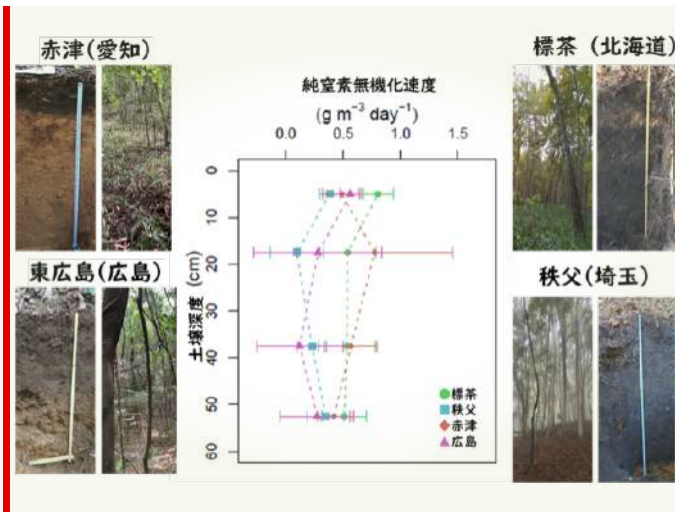 赤津(愛知)
標茶 (北海道)
純窒素無機化速度
(g m⁻³ day⁻¹)
0.0 0.5 1.0 1.5
0
10
20
30
40
50
60
土壌深度 (cm)
標茶
秩父
赤津
広島
東広島(広島)
秩父(埼玉)